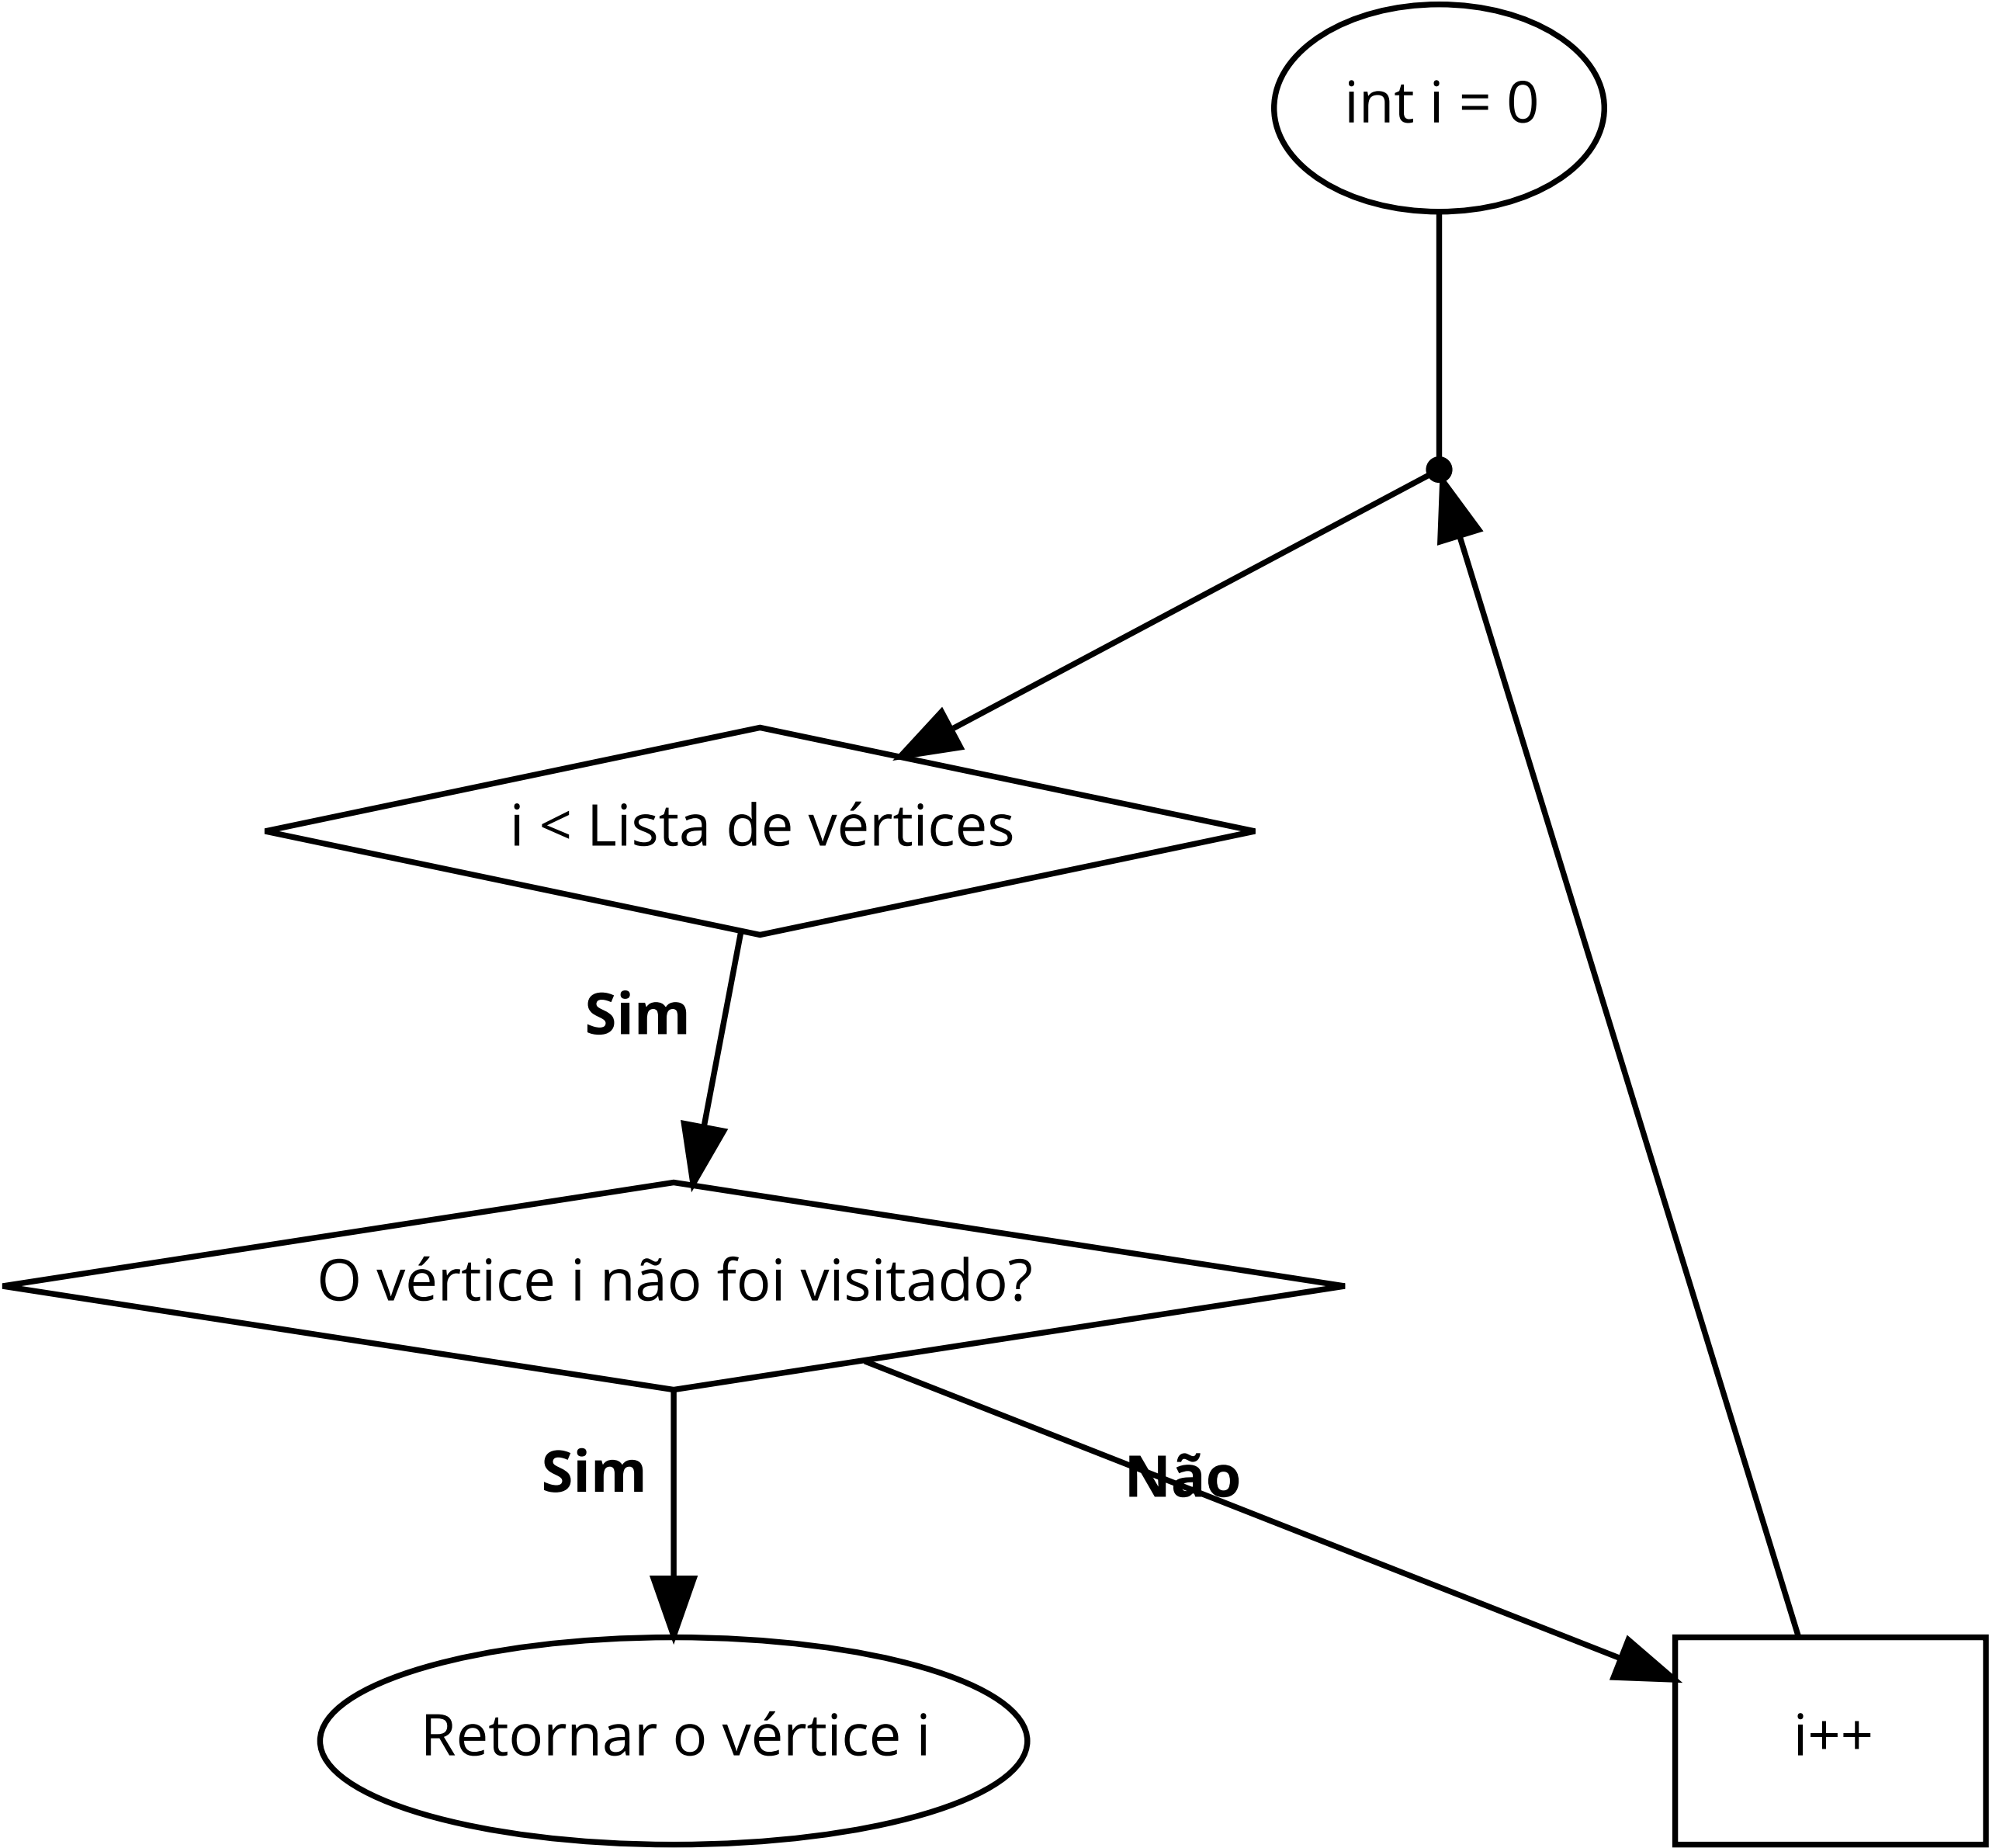 int i = 0
i < Lista de vértices
Sim
O vértice i não foi visitado?
Sim
Não
Retornar o vértice i
i++